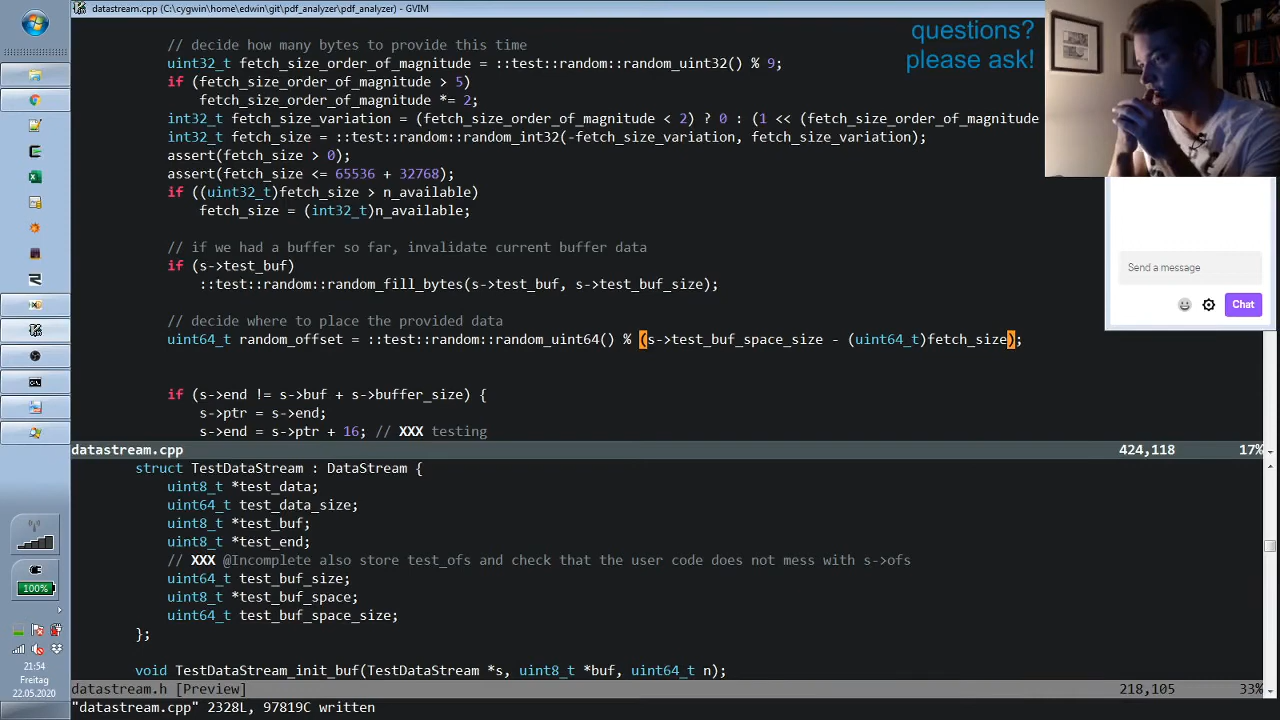 datastream.cpp (C:\cygwin\home\edwin\git\pdf_analyzer\pdf_analyzer) - GVIM
questions?
please ask!
// decide how many bytes to provide this time
uint32_t fetch_size_order_of_magnitude = ::test::random::random_uint32() % 9;
if (fetch_size_order_of_magnitude > 5)
fetch_size_order_of_magnitude *= 2;
int32_t fetch_size_variation = (fetch_size_order_of_magnitude < 2) ? 0 : (1 << (fetch_size_order_of_magnitude
int32_t fetch_size = ::test::random::random_int32(-fetch_size_variation, fetch_size_variation);
assert(fetch_size > 0);
assert(fetch_size <= 65536 + 32768);
if ((uint32_t)fetch_size > n_available)
fetch_size = (int32_t)n_available;
// if we had a buffer so far, invalidate current buffer data
if (s->test_buf)
::test::random::random_fill_bytes(s->test_buf, s->test_buf_size);
// decide where to place the provided data
uint64_t random_offset = ::test::random::random_uint64() % (s->test_buf_space_size - (uint64_t)fetch_size);
if (s->end != s->buf + s->buffer_size) {
s->ptr = s->end;
s->end = s->ptr + 16; // XXX testing
datastream.cpp 424,118 17%
struct TestDataStream : DataStream {
uint8_t *test_data;
uint64_t test_data_size;
uint8_t *test_buf;
uint8_t *test_end;
// XXX @Incomplete also store test_ofs and check that the user code does not mess with s->ofs
uint64_t test_buf_size;
uint8_t *test_buf_space;
uint64_t test_buf_space_size;
};
void TestDataStream_init_buf(TestDataStream *s, uint8_t *buf, uint64_t n);
datastream.h [Preview] 218,105 33%
"datastream.cpp" 2328L, 97819C written
Send a message
Chat
100%
21:54
Freitag
22.05.2020